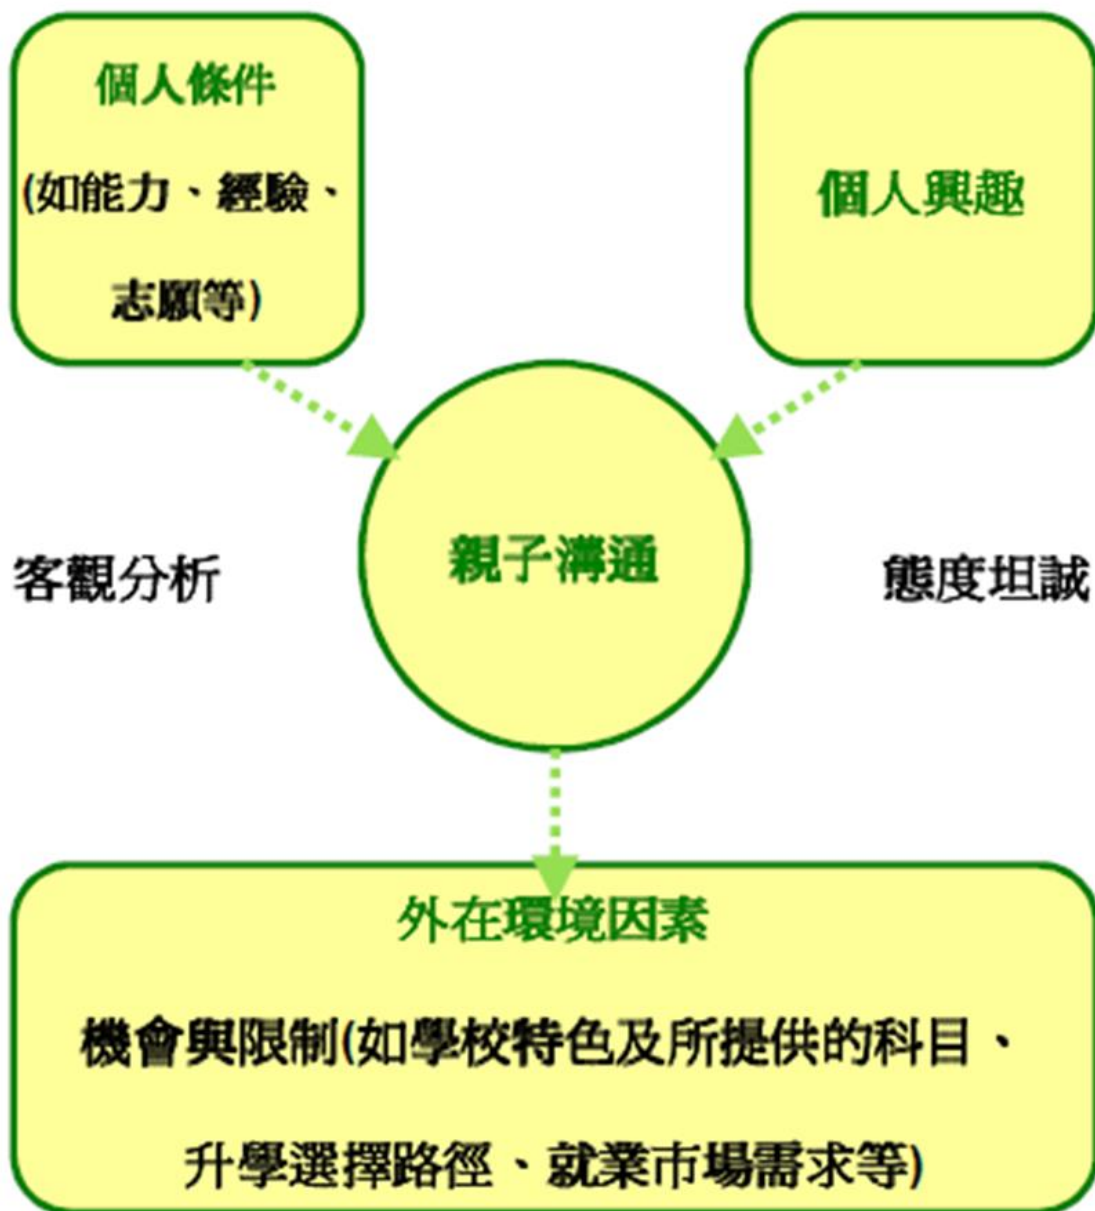 個人條件
(如能力、經驗、
志願等)
個人興趣
親子溝通
客觀分析
態度坦誠
外在環境因素
機會與限制(如學校特色及所提供的科目、
升學選擇路徑、就業市場需求等)